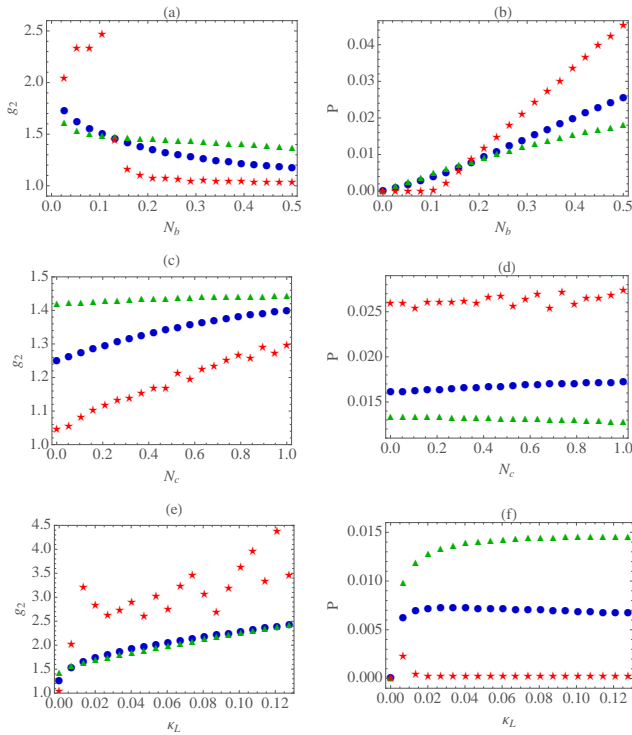 (a)
2.5
2.0
1.5
1.0
g₂
0.0 0.1 0.2 0.3 0.4 0.5
N_b
(b)
0.04
0.03
0.02
0.01
0.00
P
0.0 0.1 0.2 0.3 0.4 0.5
N_b
(c)
1.5
1.4
1.3
1.2
1.1
1.0
g₂
0.0 0.2 0.4 0.6 0.8 1.0
N_c
(d)
0.025
0.020
0.015
P
0.0 0.2 0.4 0.6 0.8 1.0
N_c
(e)
4.5
4.0
3.5
3.0
2.5
2.0
1.5
1.0
g₂
0.00 0.02 0.04 0.06 0.08 0.10 0.12
κ_L
(f)
0.015
0.010
0.005
0.000
P
0.00 0.02 0.04 0.06 0.08 0.10 0.12
κ_L